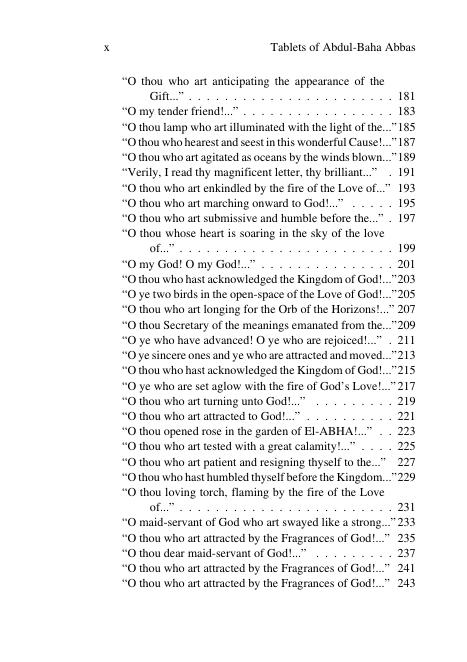 x Tablets of Abdul-Baha Abbas
“O thou who art anticipating the appearance of the
Gift...” . . . . . . . . . . . . . . . . . . . . . . . . 181
“O my tender friend!...” . . . . . . . . . . . . . . . . . 183
“O thou lamp who art illuminated with the light of the...”185
“O thou who hearest and seest in this wonderful Cause!...”187
“O thou who art agitated as oceans by the winds blown...”189
“Verily, I read thy magnificent letter, thy brilliant...” . 191
“O thou who art enkindled by the fire of the Love of...” 193
“O thou who art marching onward to God!...” . . . . . 195
“O thou who art submissive and humble before the...” . 197
“O thou whose heart is soaring in the sky of the love
of...” . . . . . . . . . . . . . . . . . . . . . . . . . 199
“O my God! O my God!...” . . . . . . . . . . . . . . . 201
“O thou who hast acknowledged the Kingdom of God!...”203
“O ye two birds in the open-space of the Love of God!...”205
“O thou who art longing for the Orb of the Horizons!...” 207
“O thou Secretary of the meanings emanated from the...”209
“O ye who have advanced! O ye who are rejoiced!...” . 211
“O ye sincere ones and ye who are attracted and moved...”213
“O thou who hast acknowledged the Kingdom of God!...”215
“O ye who are set aglow with the fire of God’s Love!...”217
“O thou who art turning unto God!...” . . . . . . . . . 219
“O thou who art attracted to God!...” . . . . . . . . . . 221
“O thou opened rose in the garden of El-ABHA!...” . . 223
“O thou who art tested with a great calamity!...” . . . . 225
“O thou who art patient and resigning thyself to the...” 227
“O thou who hast humbled thyself before the Kingdom...”229
“O thou loving torch, flaming by the fire of the Love
of...” . . . . . . . . . . . . . . . . . . . . . . . . . 231
“O maid-servant of God who art swayed like a strong...”233
“O thou who art attracted by the Fragrances of God!...” 235
“O thou dear maid-servant of God!...” . . . . . . . . . 237
“O thou who art attracted by the Fragrances of God!...” 241
“O thou who art attracted by the Fragrances of God!...” 243